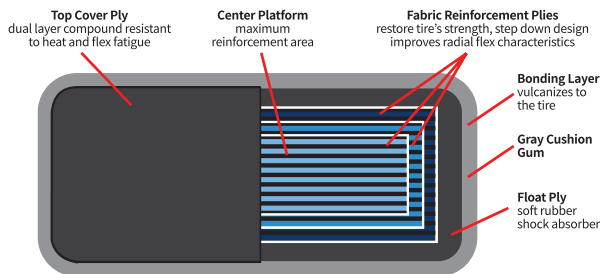 Top Cover Ply
dual layer compound resistant
to heat and flex fatigue
Center Platform
maximum
reinforcement area
Fabric Reinforcement Plies
restore tire's strength, step down design
improves radial flex characteristics
Bonding Layer
vulcanizes to
the tire
Gray Cushion
Gum
Float Ply
soft rubber
shock absorber